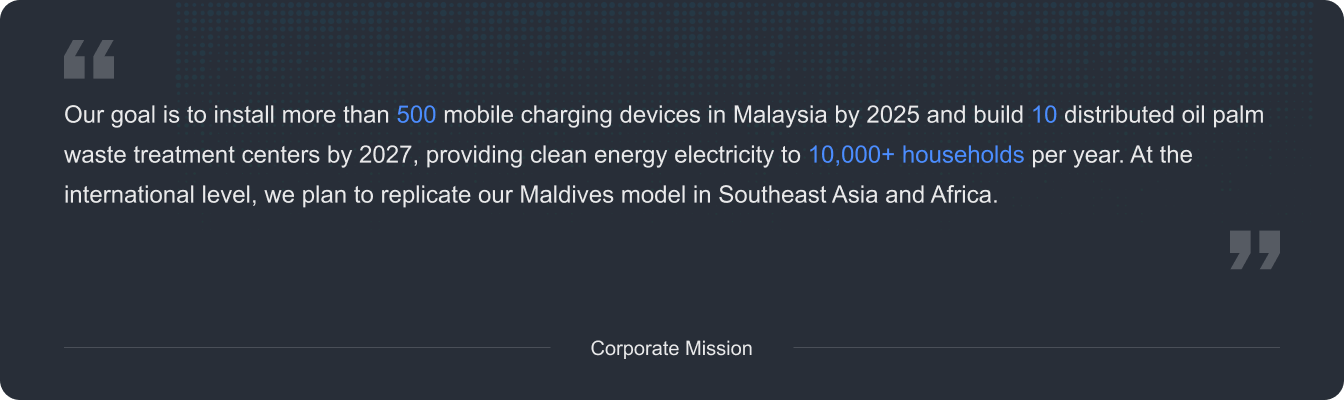 “
Our goal is to install more than 500 mobile charging devices in Malaysia by 2025 and build 10 distributed oil palm
waste treatment centers by 2027, providing clean energy electricity to 10,000+ households per year. At the
international level, we plan to replicate our Maldives model in Southeast Asia and Africa.
”
Corporate Mission